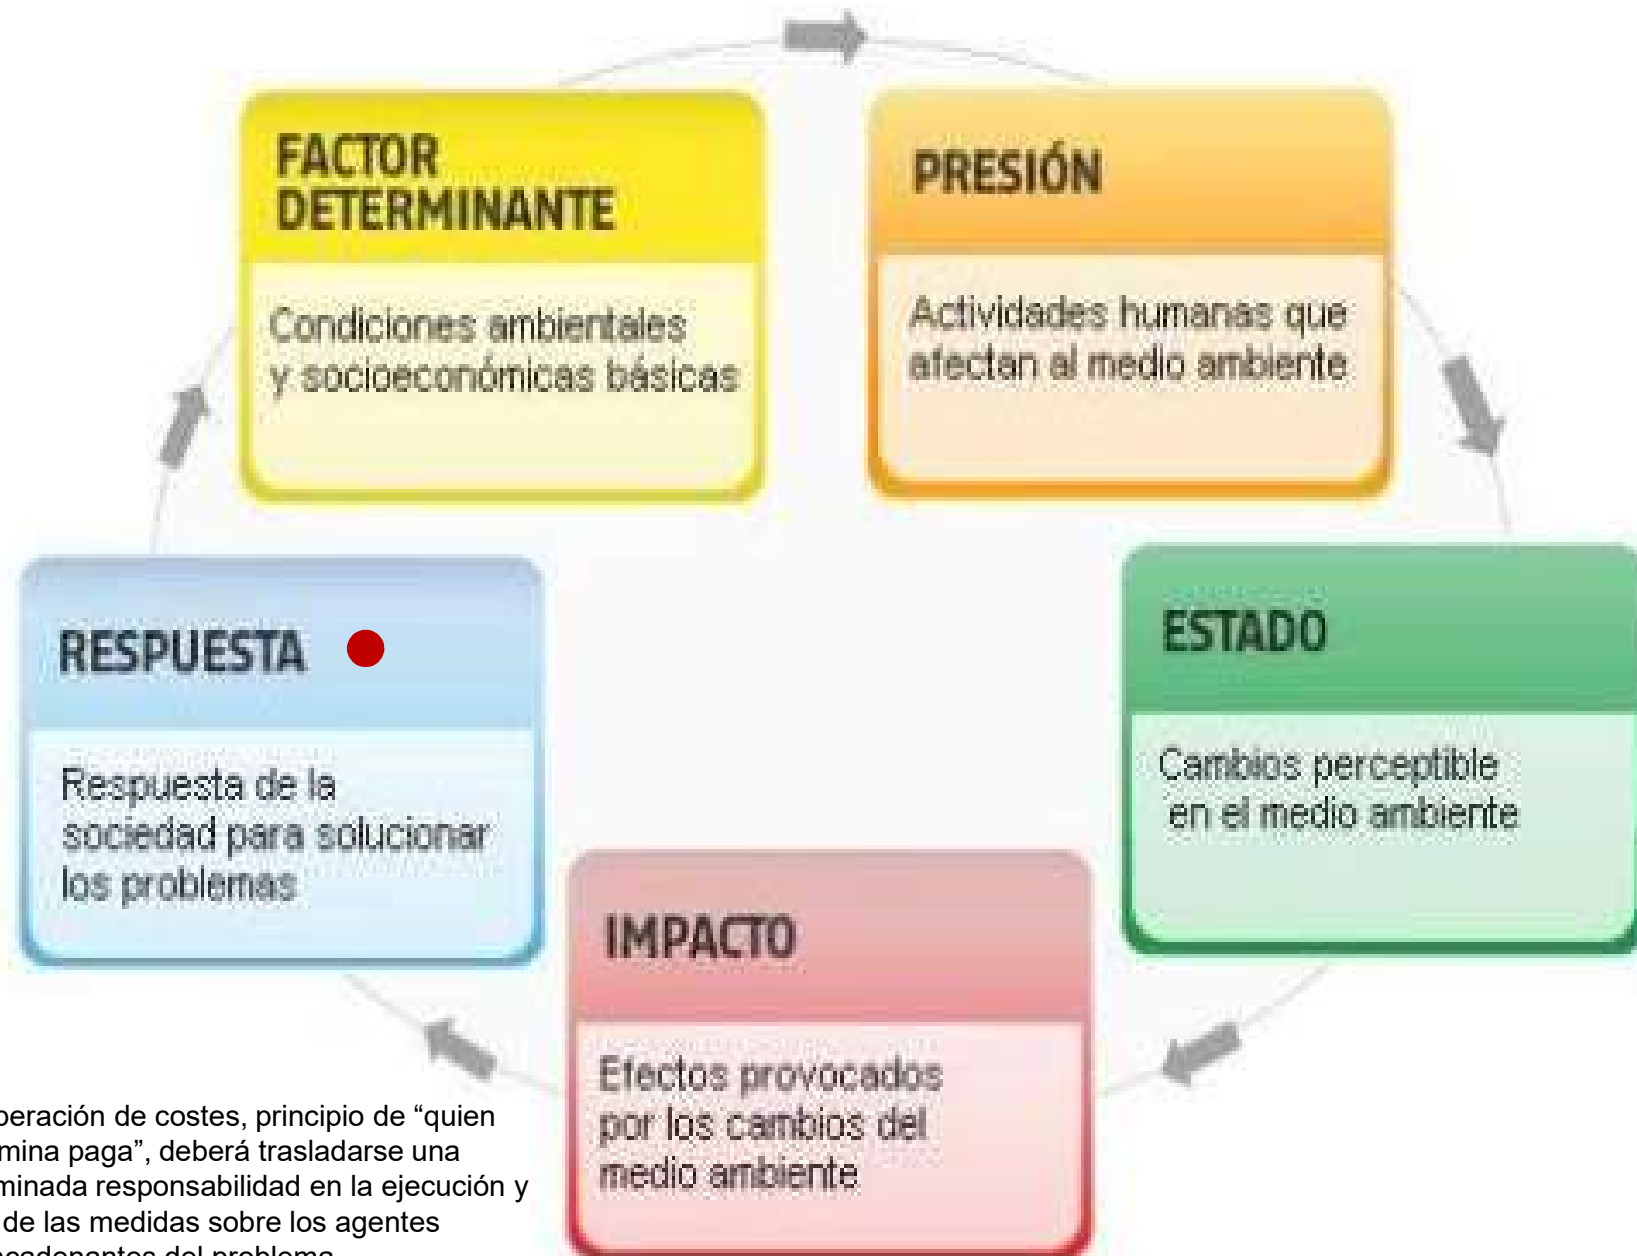 FACTOR
DETERMINANTE
Condiciones ambientales
y socioeconómicas básicas
PRESIÓN
Actividades humanas que
afectan al medio ambiente
RESPUESTA
Respuesta de la
sociedad para solucionar
los problemas
ESTADO
Cambios perceptible
en el medio ambiente
IMPACTO
Efectos provocados
por los cambios del
medio ambiente
peración de costes, principio de “quien
mina paga”, deberá trasladarse una
minada responsabilidad en la ejecución y
de las medidas sobre los agentes
ncadenantes del problema